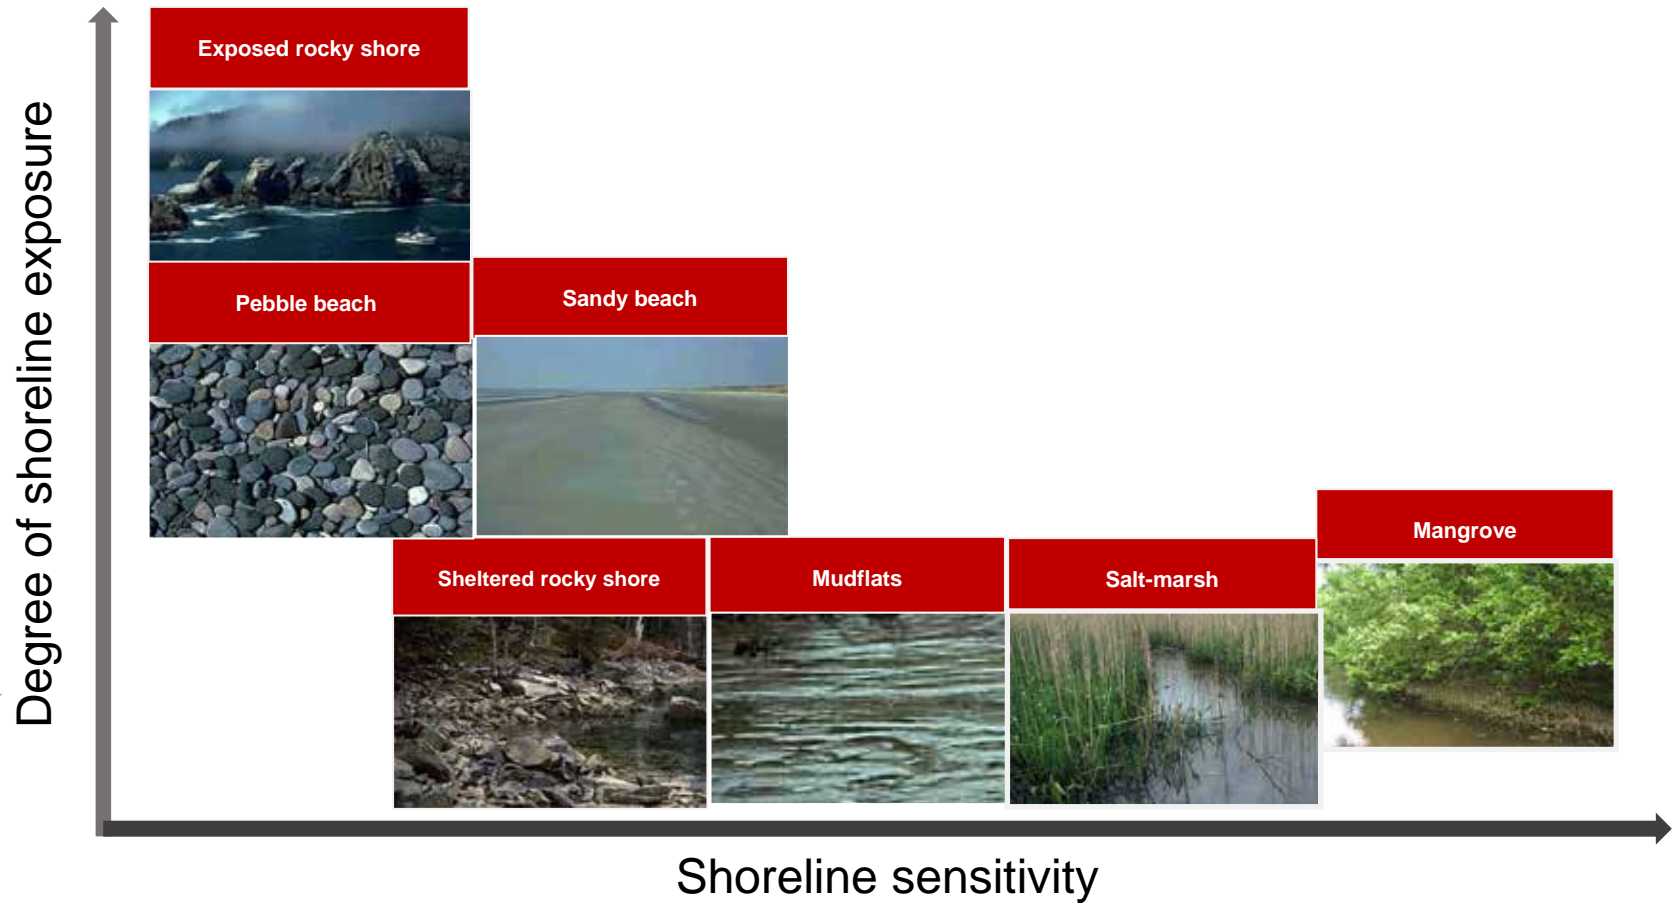 Exposed rocky shore
Degree of shoreline exposure
Pebble beach
Sandy beach
Mangrove
Sheltered rocky shore
Mudflats
Salt-marsh
Shoreline sensitivity